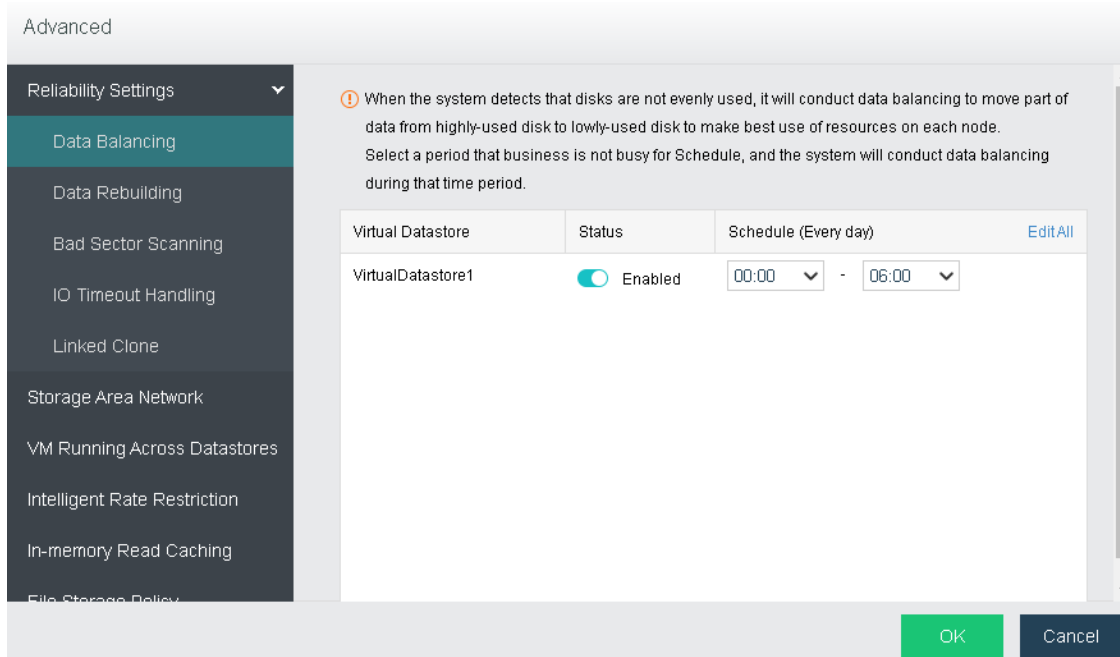 Advanced
Reliability Settings
Data Balancing
Data Rebuilding
Bad Sector Scanning
IO Timeout Handling
Linked Clone
Storage Area Network
VM Running Across Datastores
Intelligent Rate Restriction
In-memory Read Caching
File Storage Policy
When the system detects that disks are not evenly used, it will conduct data balancing to move part of
data from highly-used disk to lowly-used disk to make best use of resources on each node.
Select a period that business is not busy for Schedule, and the system will conduct data balancing
during that time period.
Virtual Datastore Status Schedule (Every day) Edit All
VirtualDatastore1 Enabled 00:00 - 06:00
OK Cancel